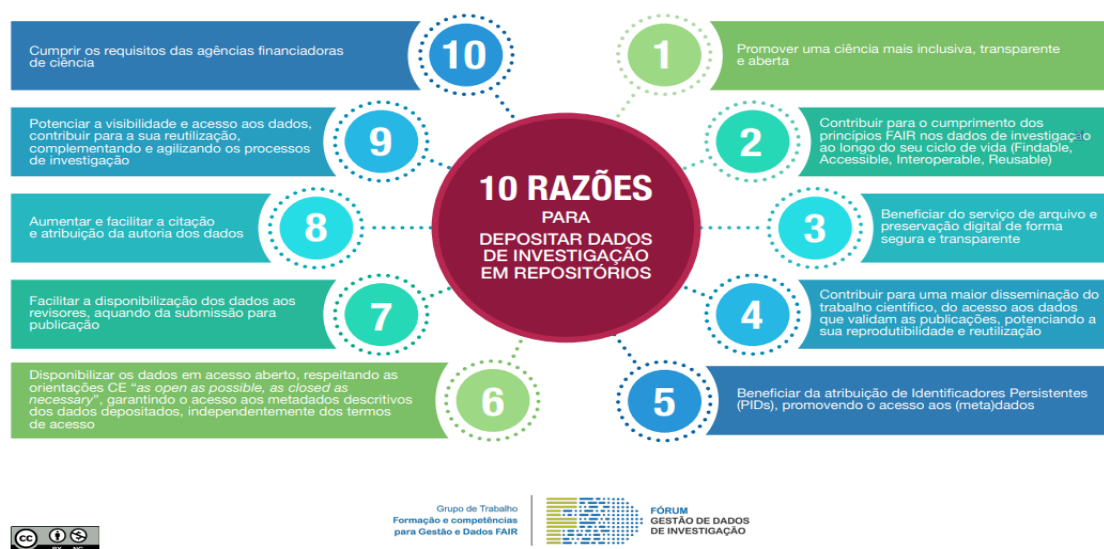 10 RAZÕES
PARA
DEPOSITAR DADOS
DE INVESTIGAÇÃO
EM REPOSITÓRIOS
1
Promover uma ciência mais inclusiva, transparente
e aberta
2
Contribuir para o cumprimento dos
princípios FAIR nos dados de investigação
ao longo do seu ciclo de vida (Findable,
Accessible, Interoperable, Reusable)
3
Beneficiar do serviço de arquivo e
preservação digital de forma
segura e transparente
4
Contribuir para uma maior disseminação do
trabalho científico, do acesso aos dados
que validam as publicações, potenciando a
sua reprodutibilidade e reutilização
5
Beneficiar da atribuição de Identificadores Persistentes
(PIDs), promovendo o acesso aos (meta)dados
6
Disponibilizar os dados em acesso aberto, respeitando as
orientações CE “as open as possible, as closed as
necessary”, garantindo o acesso aos metadados descritivos
dos dados depositados, independentemente dos termos
de acesso
7
Facilitar a disponibilização dos dados aos
revisores, aquando da submissão para
publicação
8
Aumentar e facilitar a citação
e atribuição da autoria dos dados
9
Potenciar a visibilidade e acesso aos dados,
contribuir para a sua reutilização,
complementando e agilizando os processos
de investigação
10
Cumprir os requisitos das agências financiadoras
de ciência
Grupo de Trabalho
Formação e competências
para Gestão e Dados FAIR
FÓRUM
GESTÃO DE DADOS
DE INVESTIGAÇÃO
cc
BY NC